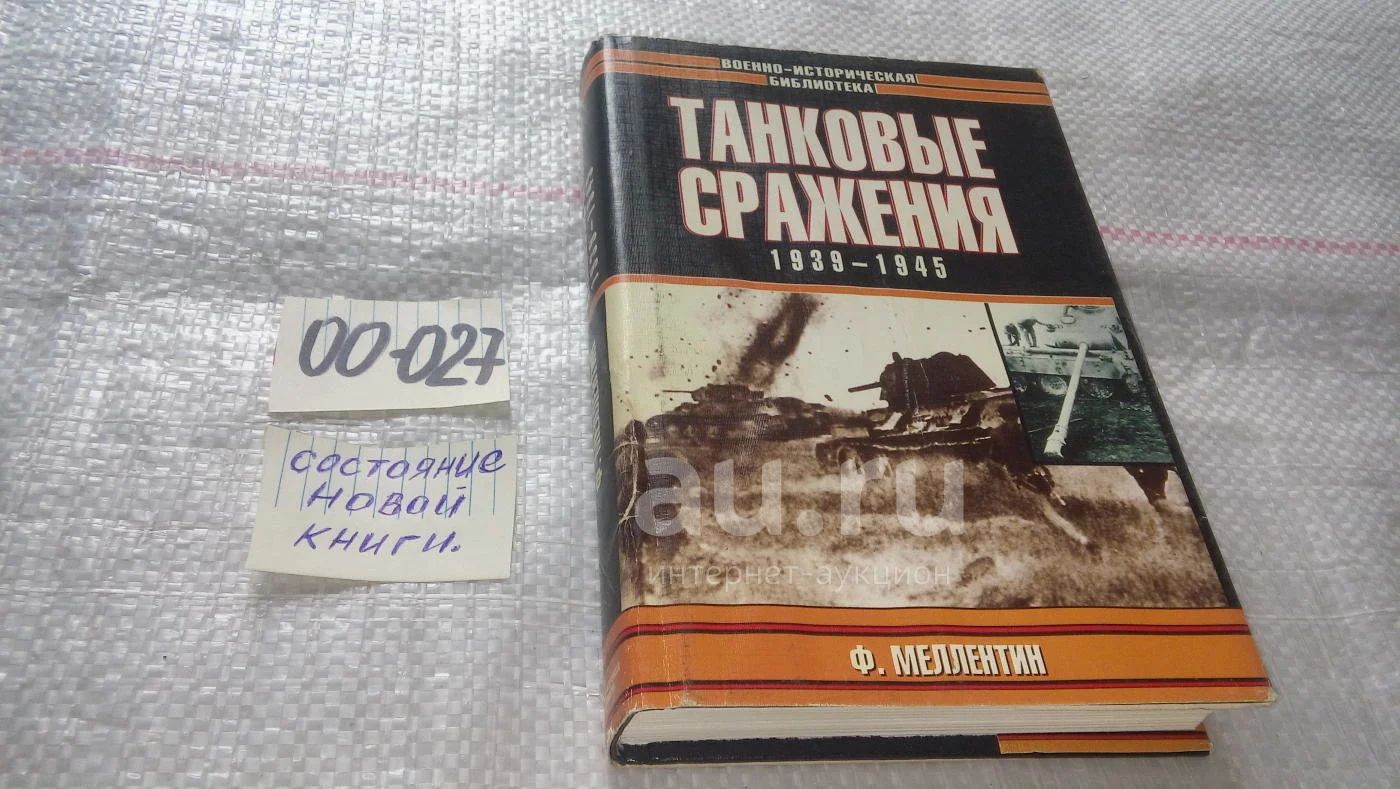 ВОЕННО-ИСТОРИЧЕСКАЯ
БИБЛИОТЕКА
ТАНКОВЫЕ
СРАЖЕНИЯ
1939-1945
Ф. МЕЛЛЕНТИН
00-027
состояние
новой
книги.
au.ru
интернет-аукцион